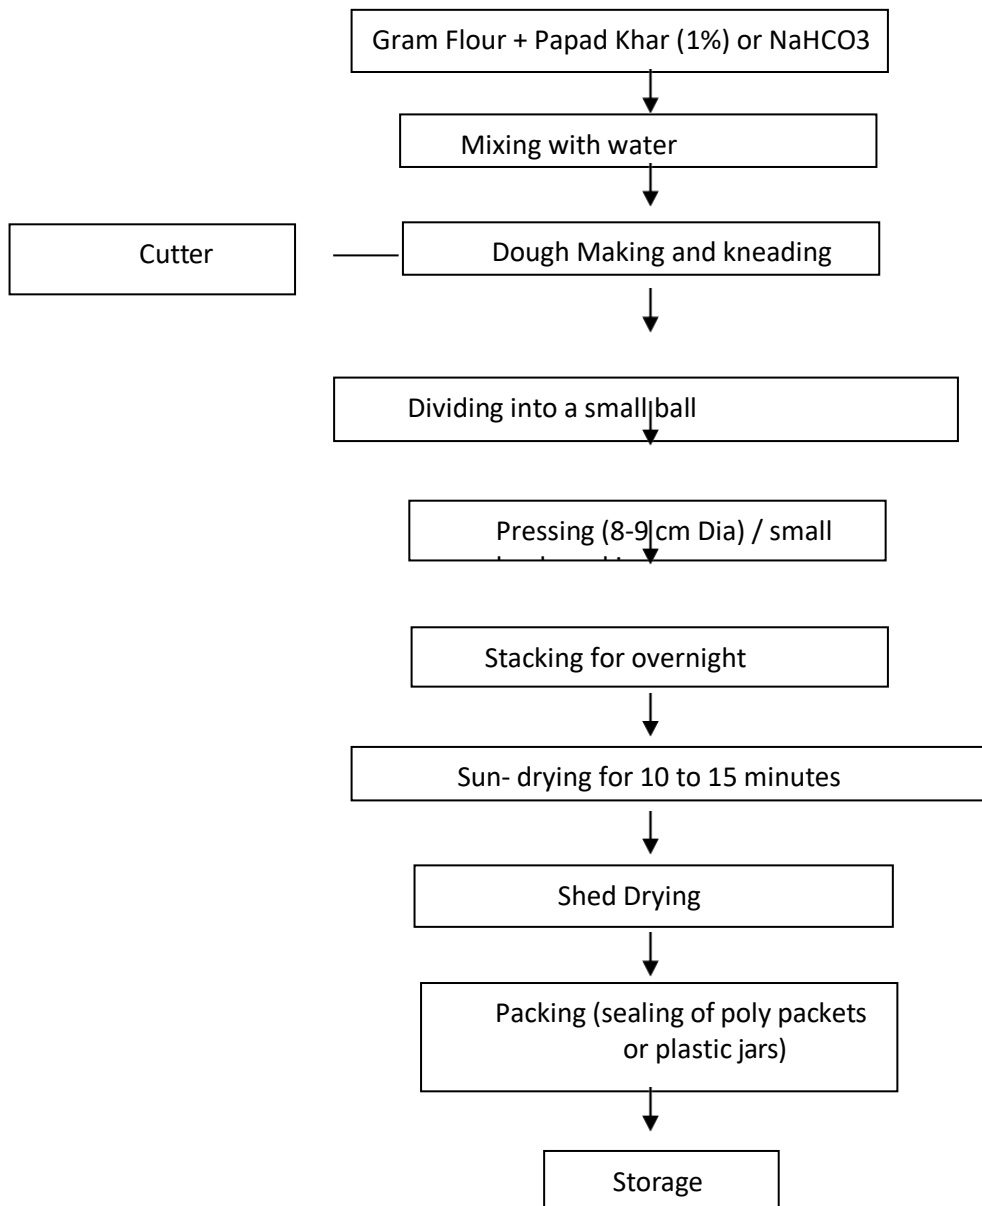 Gram Flour + Papad Khar (1%) or NaHCO3
Mixing with water
Cutter
Dough Making and kneading
Dividing into a small ball
Pressing (8-9 cm Dia) / small
Stacking for overnight
Sun- drying for 10 to 15 minutes
Shed Drying
Packing (sealing of poly packets
or plastic jars)
Storage